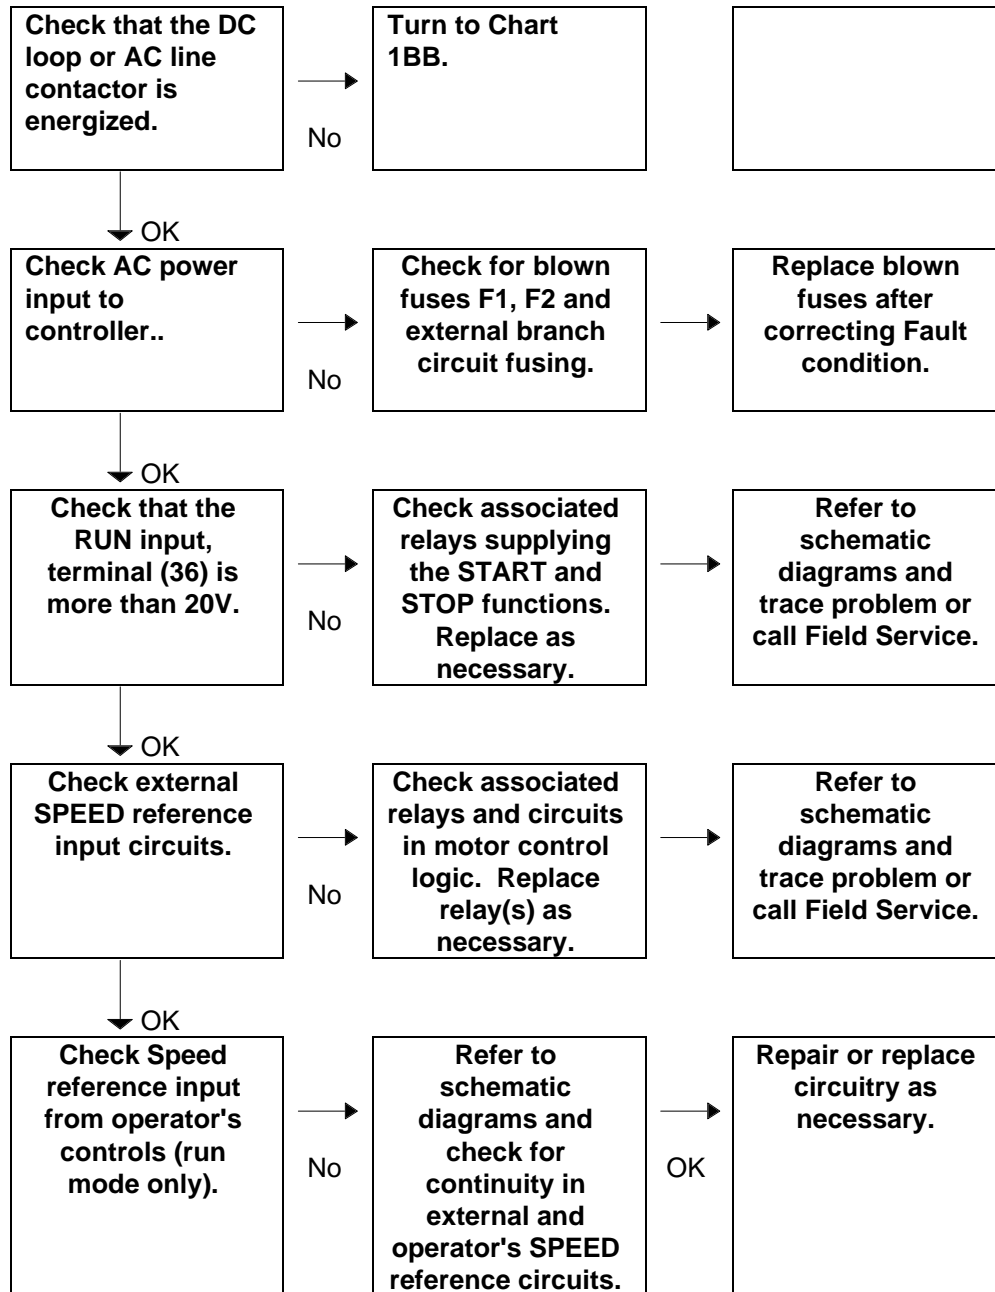 Check that the DC
loop or AC line
contactor is
energized.
No
Turn to Chart
1BB.
OK
Check AC power
input to
controller..
No
Check for blown
fuses F1, F2 and
external branch
circuit fusing.
Replace blown
fuses after
correcting Fault
condition.
OK
Check that the
RUN input,
terminal (36) is
more than 20V.
No
Check associated
relays supplying
the START and
STOP functions.
Replace as
necessary.
Refer to
schematic
diagrams and
trace problem or
call Field Service.
OK
Check external
SPEED reference
input circuits.
No
Check associated
relays and circuits
in motor control
logic.  Replace
relay(s) as
necessary.
Refer to
schematic
diagrams and
trace problem or
call Field Service.
OK
Check Speed
reference input
from operator's
controls (run
mode only).
No
Refer to
schematic
diagrams and
check for
continuity in
external and
operator's SPEED
reference circuits.
OK
Repair or replace
circuitry as
necessary.